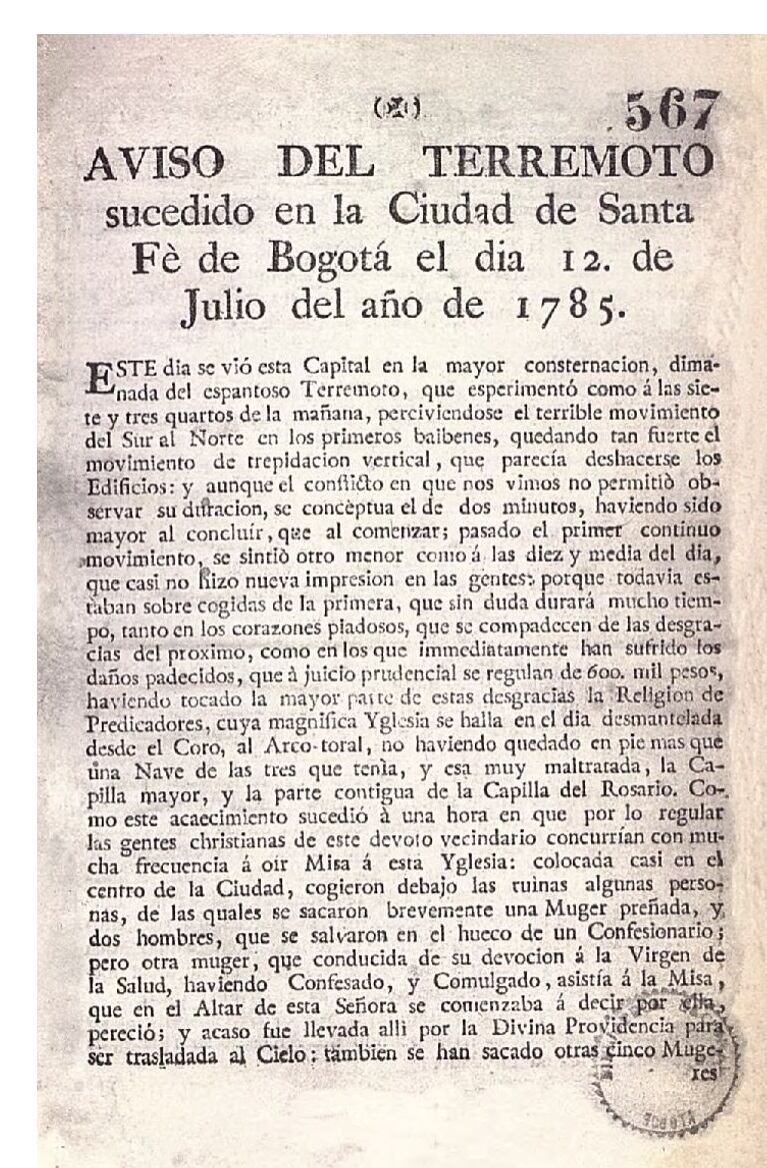 (✠)
567
AVISO DEL TERREMOTO
sucedido en la Ciudad de Santa
Fè de Bogotá el dia 12. de
Julio del año de 1785.
ESTE dia se vió esta Capital en la mayor consternacion, dima-
nada del espantoso Terremoto, que esperimentó como á las sie-
te y tres quartos de la mañana, perciviendose el terrible movimiento
del Sur al Norte en los primeros baibenes, quedando tan fuerte el
movimiento de trepidacion vertical, que parecía deshacerse los
Edificios: y aunque el conflicto en que nos vimos no permitiò ob-
servar su duracion, se conceptua el de dos minutos, haviendo sido
mayor al concluír, que al comenzar; pasado el primer contínuo
movimiento, se sintiò otro menor como á las diez y media del dia,
que casi no hizo nueva impresion en las gentes: porque todavia es-
taban sobre cogidas de la primera, que sin duda durará mucho tiem-
po, tanto en los corazones piadosos, que se compadecen de las desgra-
cias del proximo, como en los que immediatamente han sufrido los
daños padecidos, que à juicio prudencial se regulan de 600. mil pesos,
haviendo tocado la mayor parte de estas desgracias la Religion de
Predicadores, cuya magnifica Yglesia se halla en el dia desmantelada
desde el Coro, al Arco-toral, no haviendo quedado en pie mas que
una Nave de las tres que tenìa, y esa muy maltratada, la Ca-
pilla mayor, y la parte contigua de la Capilla del Rosario. Co-
mo este acaecimiento sucedió à una hora en que por lo regular
las gentes christianas de este devoto vecindario concurrían con mu-
cha frecuencia á oír Misa á esta Yglesia: colocada casi en el
centro de la Ciudad, cogieron debajo las ruinas algunas perso-
nas, de las quales se sacaron brevemente una Muger preñada, y
dos hombres, que se salvaron en el hueco de un Confesionario;
pero otra muger, que conducida de su devocion á la Virgen de
la Salud, haviendo Confesado, y Comulgado, asistía á la Misa,
que en el Altar de esta Señora se comenzaba á decir por ella,
pereció; y acaso fue llevada alli por la Divina Providencia para
ser trasladada al Cielo: tambien se han sacado otras cinco Muge-
res